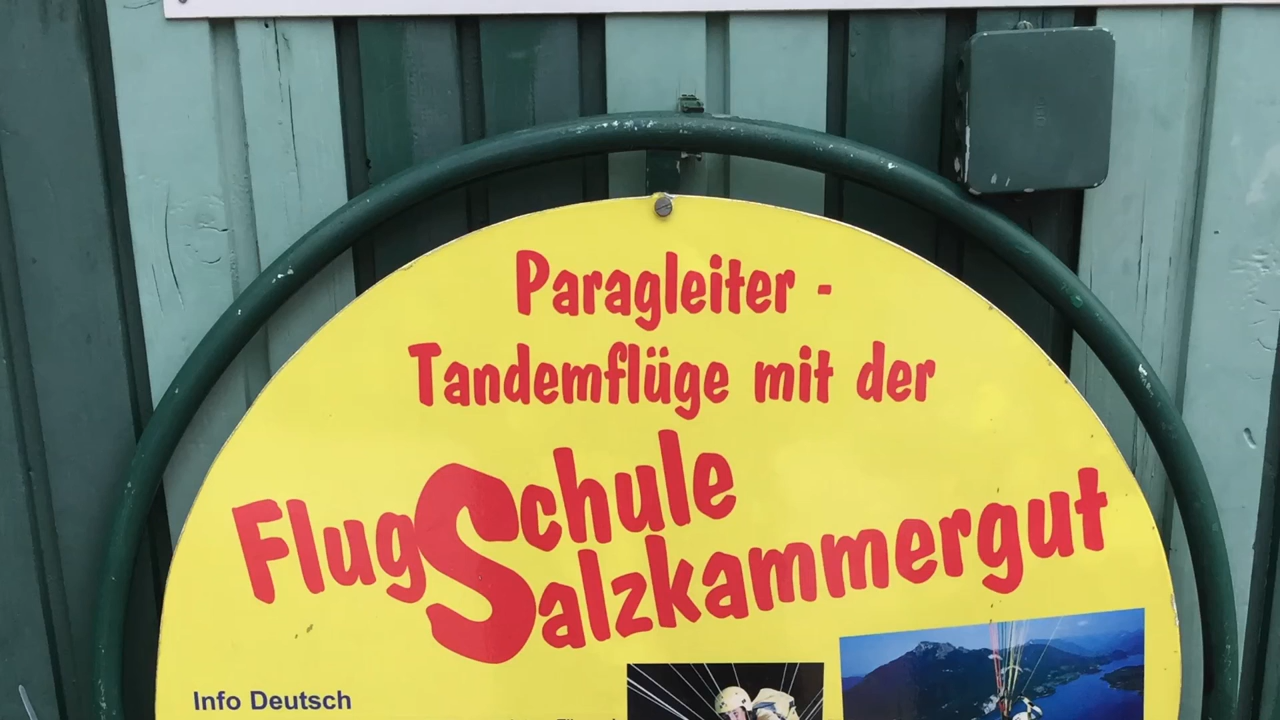 Paragleiter -
Tandemflüge mit der
FlugSchule
Salzkammergut
Info Deutsch